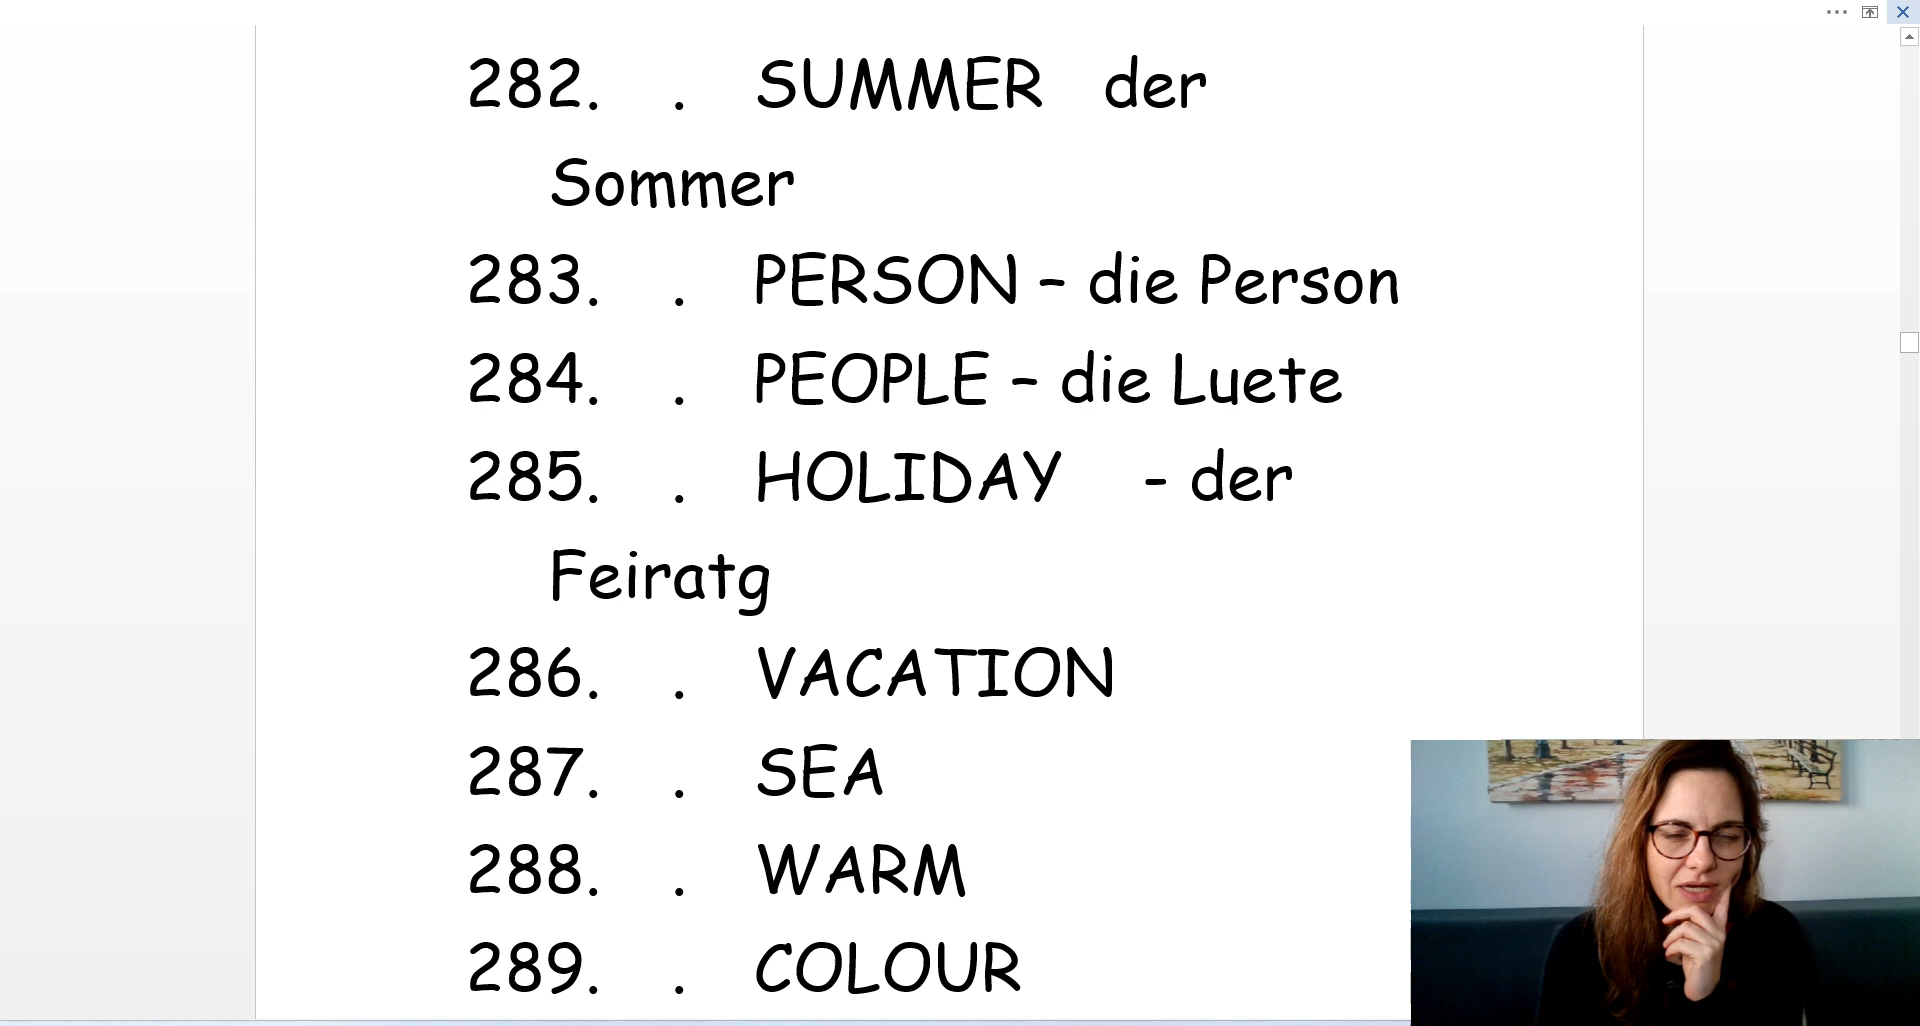 282. . SUMMER der
Sommer
283. . PERSON – die Person
284. . PEOPLE – die Luete
285. . HOLIDAY - der
Feiratg
286. . VACATION
287. . SEA
288. . WARM
289. . COLOUR